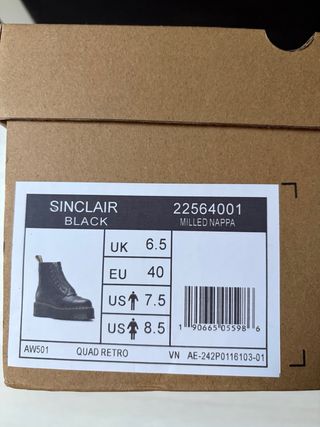 SINCLAIR 22564001
BLACK MILLED NAPPA
UK 6.5
EU 40
US 7.5
US 8.5
1 90665 05598 6
AW501 QUAD RETRO VN AE-242P0116103-01